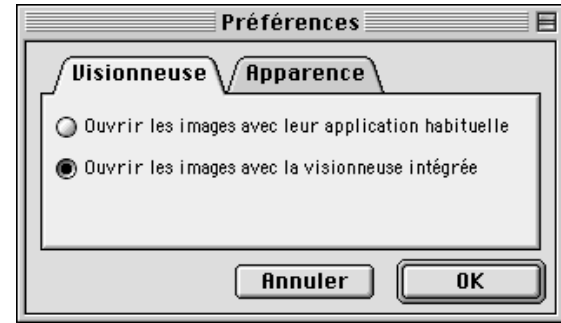 Préférences
Visionneuse Apparence
Ouvrir les images avec leur application habituelle
Ouvrir les images avec la visionneuse intégrée
Annuler OK